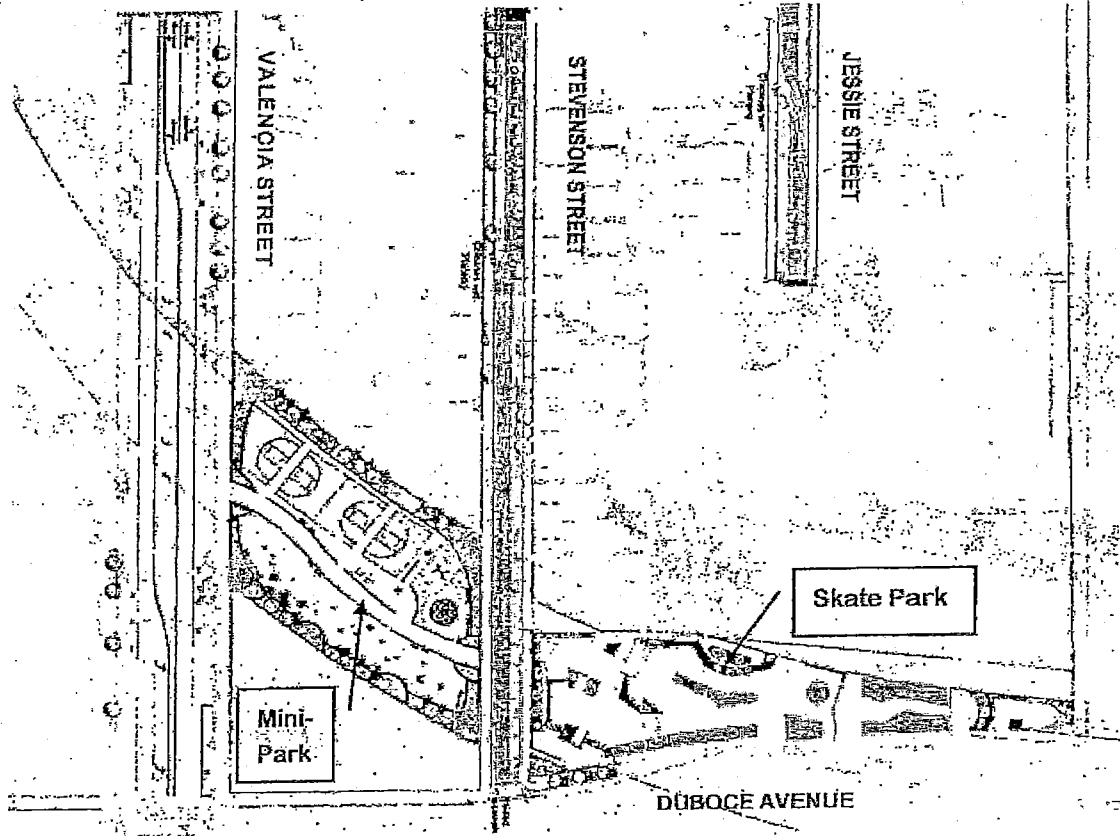 VALENCIA STREET
STEVENSON STREET
JESSIE STREET
Skate Park
Mini-
Park
DUBOCE AVENUE